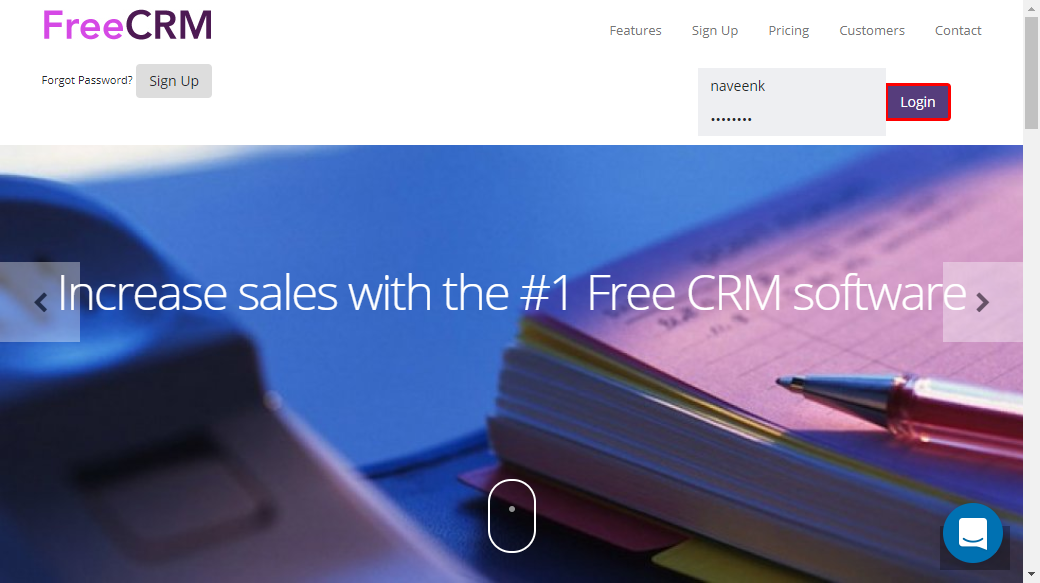 FreeCRM
Features Sign Up Pricing Customers Contact
Forgot Password? Sign Up
naveenk
••••••••
Login
Increase sales with the #1 Free CRM software